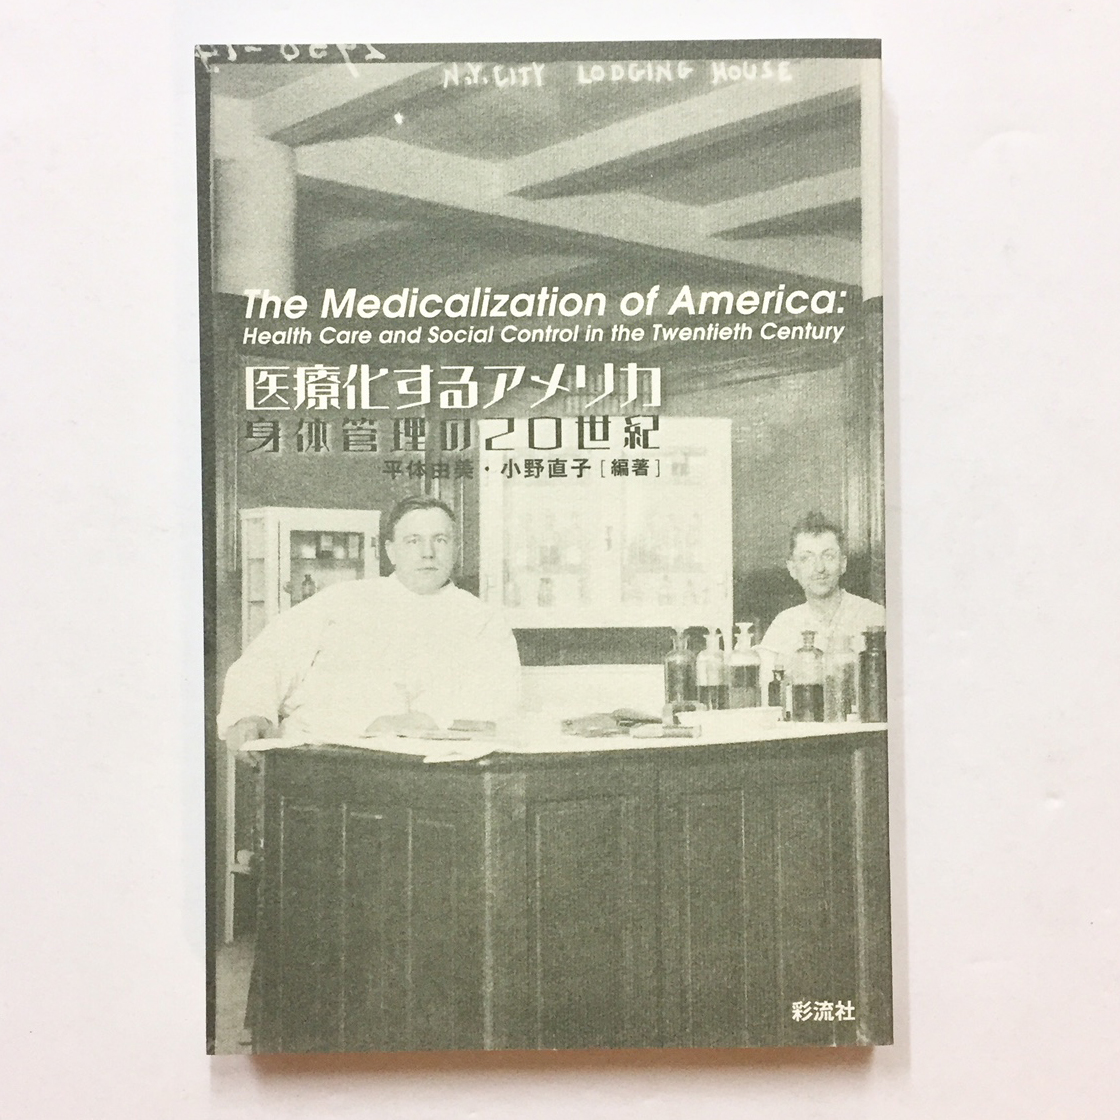 N.Y. CITY LODGING HOUSE
The Medicalization of America:
Health Care and Social Control in the Twentieth Century
医療化するアメリカ
身体管理の20世紀
平体由美・小野直子[編著]
彩流社